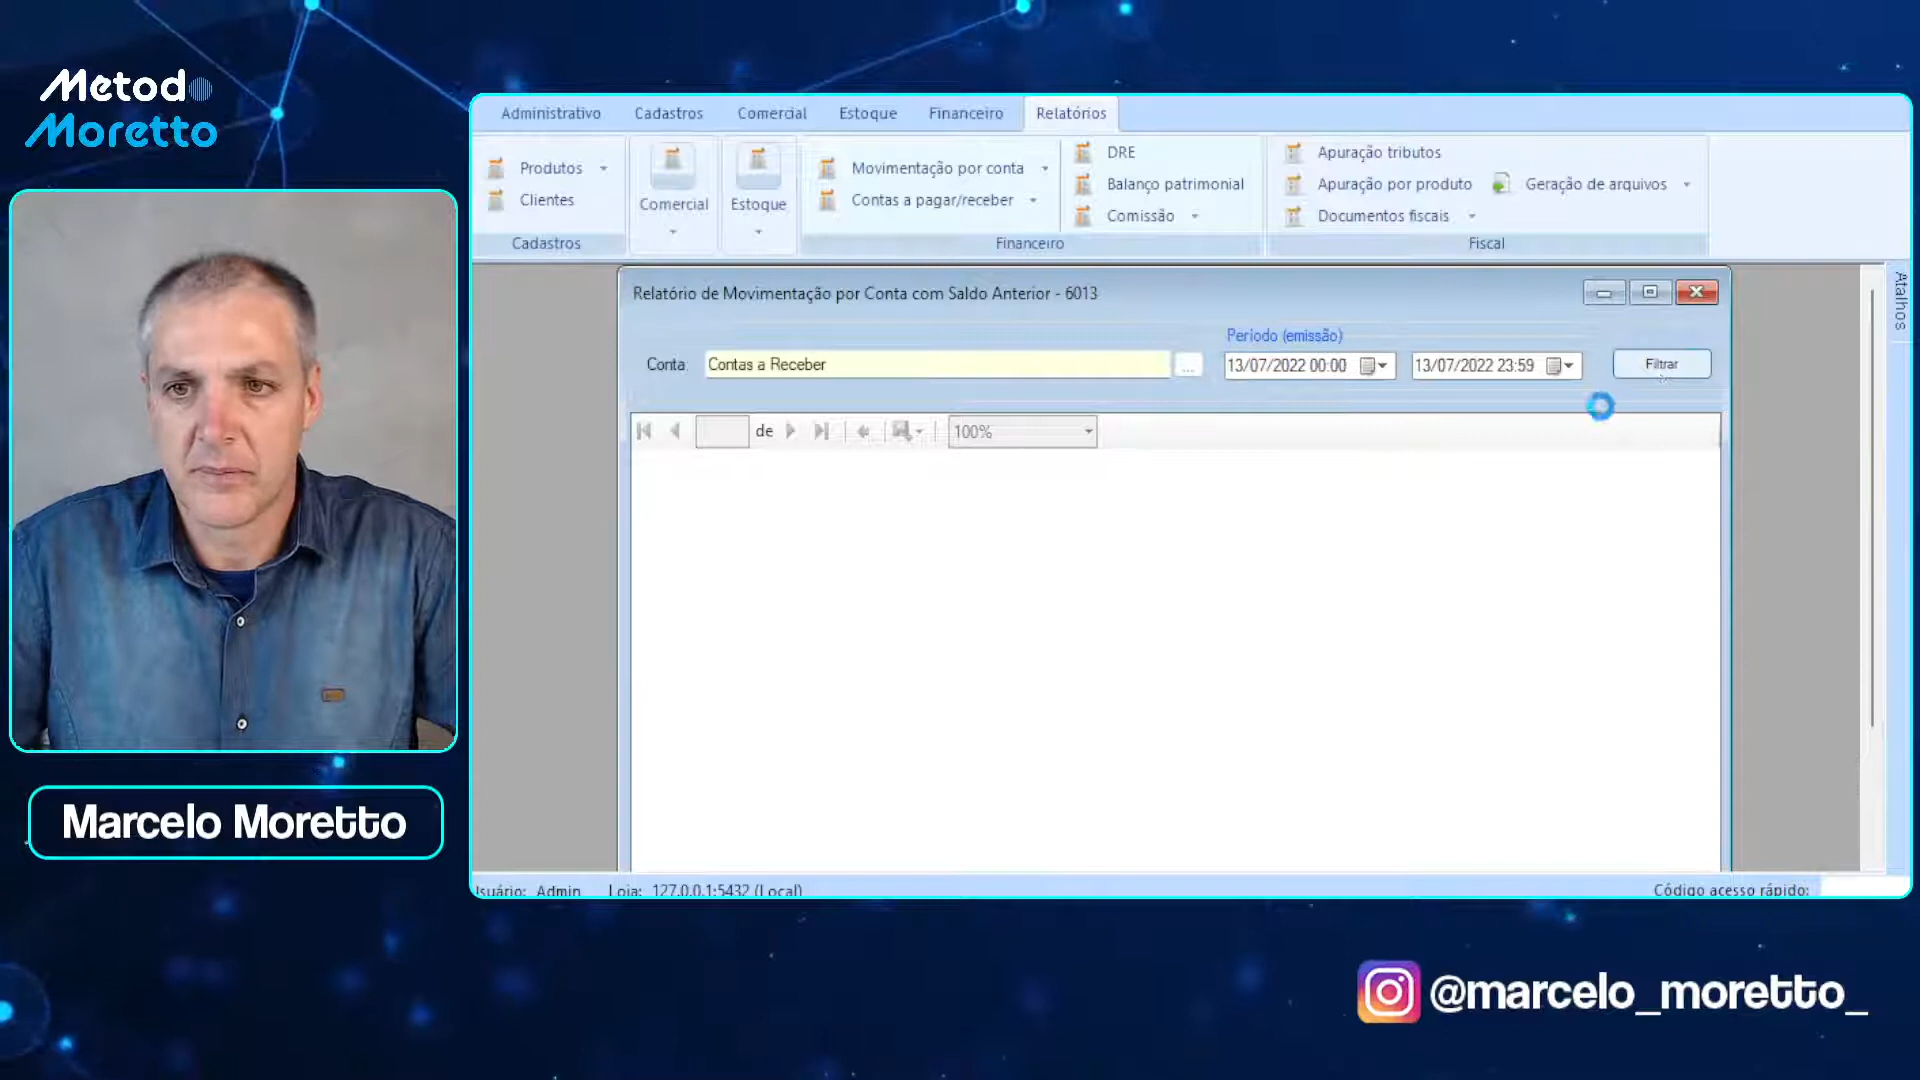 Metodo
Moretto
Marcelo Moretto
Administrativo Cadastros Comercial Estoque Financeiro Relatórios
Produtos
Clientes
Cadastros
Comercial
Estoque
Movimentação por conta
Contas a pagar/receber
DRE
Balanço patrimonial
Comissão
Financeiro
Apuração tributos
Apuração por produto
Documentos fiscais
Geração de arquivos
Fiscal
Atalhos
Relatório de Movimentação por Conta com Saldo Anterior - 6013
Período (emissão)
Conta: Contas a Receber ... 13/07/2022 00:00 13/07/2022 23:59 Filtrar
de 100%
Usuário: Admin Loja: 127.0.0.1:5432 (Local) Código acesso rápido:
@marcelo_moretto_